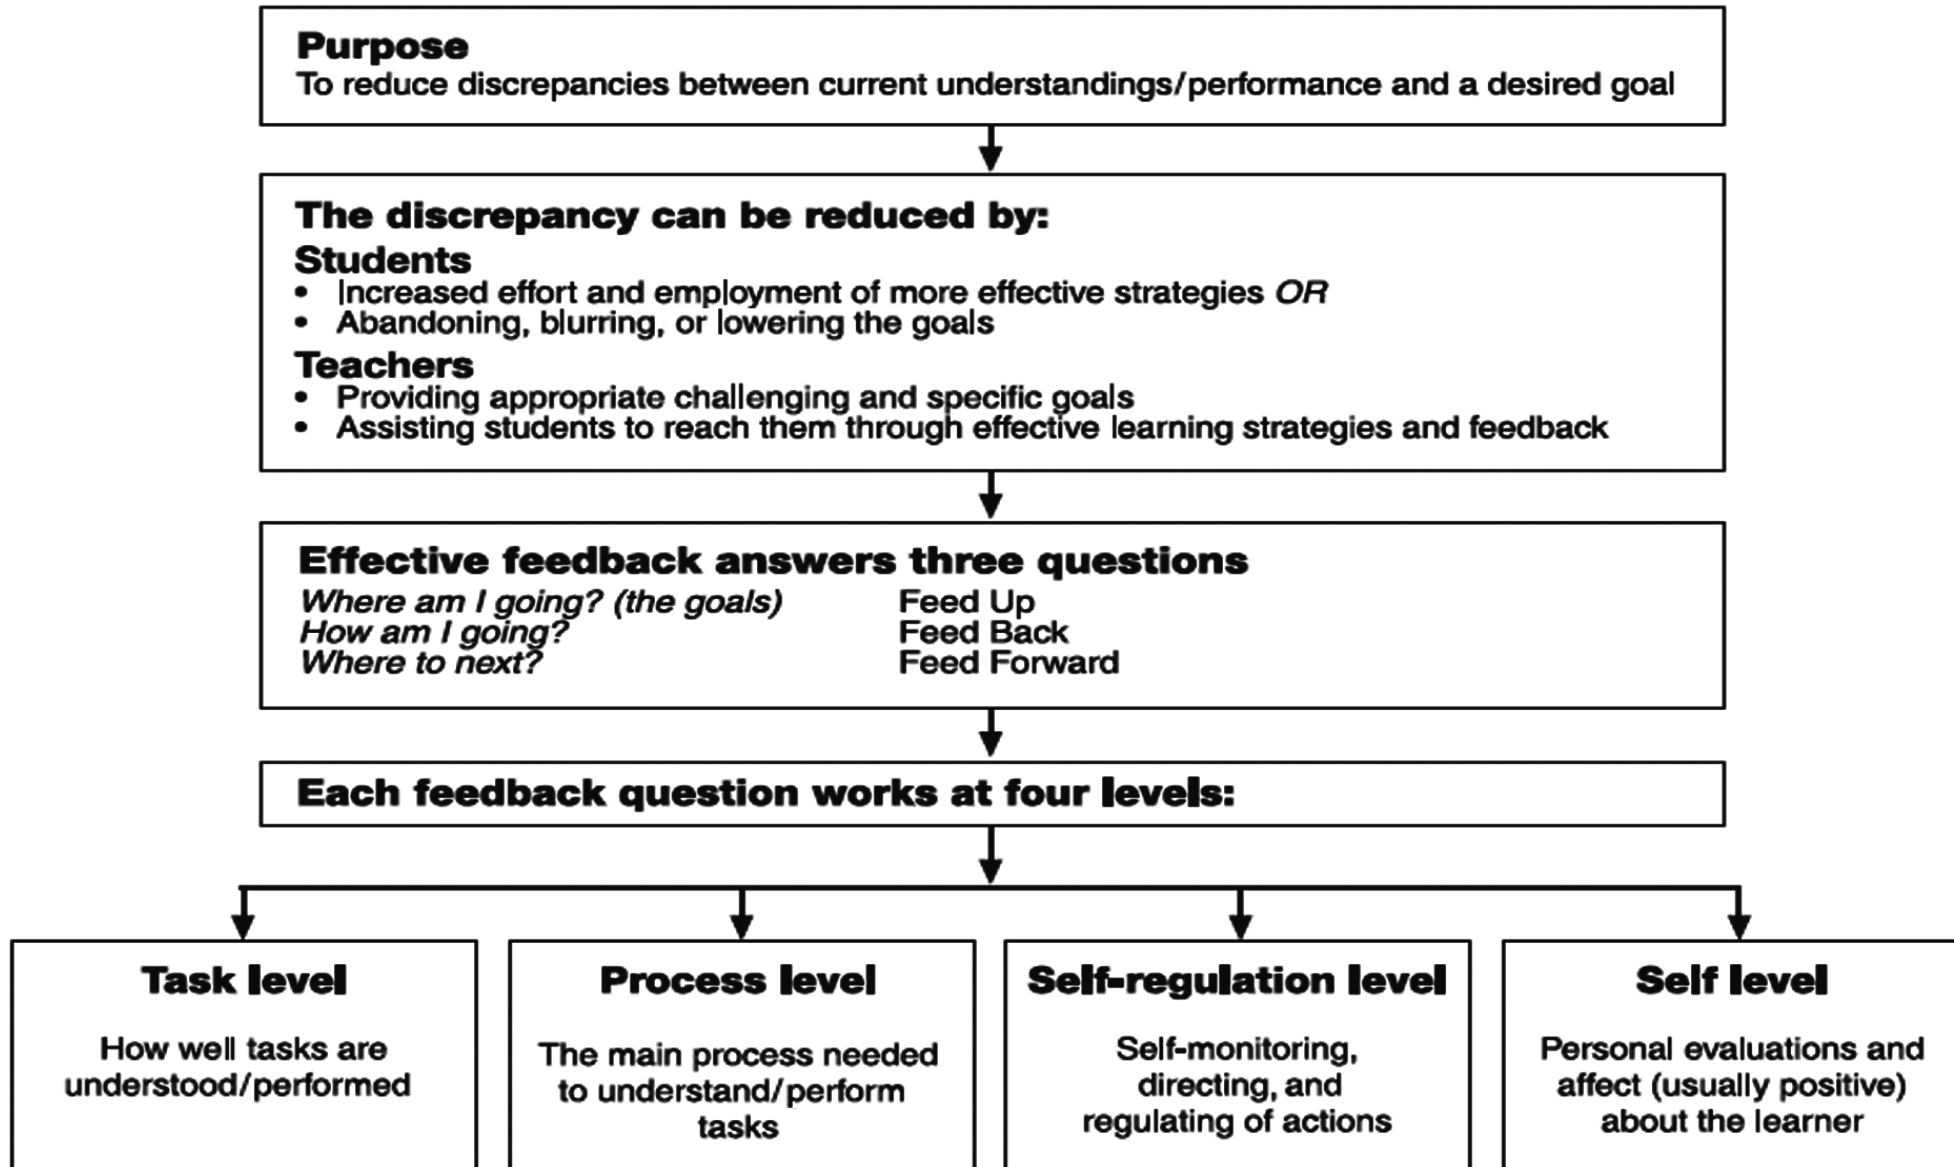 Purpose
To reduce discrepancies between current understandings/performance and a desired goal
The discrepancy can be reduced by:
Students
• Increased effort and employment of more effective strategies OR
• Abandoning, blurring, or lowering the goals
Teachers
• Providing appropriate challenging and specific goals
• Assisting students to reach them through effective learning strategies and feedback
Effective feedback answers three questions
Where am I going? (the goals) Feed Up
How am I going? Feed Back
Where to next? Feed Forward
Each feedback question works at four levels:
Task level
How well tasks are
understood/performed
Process level
The main process needed
to understand/perform
tasks
Self-regulation level
Self-monitoring,
directing, and
regulating of actions
Self level
Personal evaluations and
affect (usually positive)
about the learner